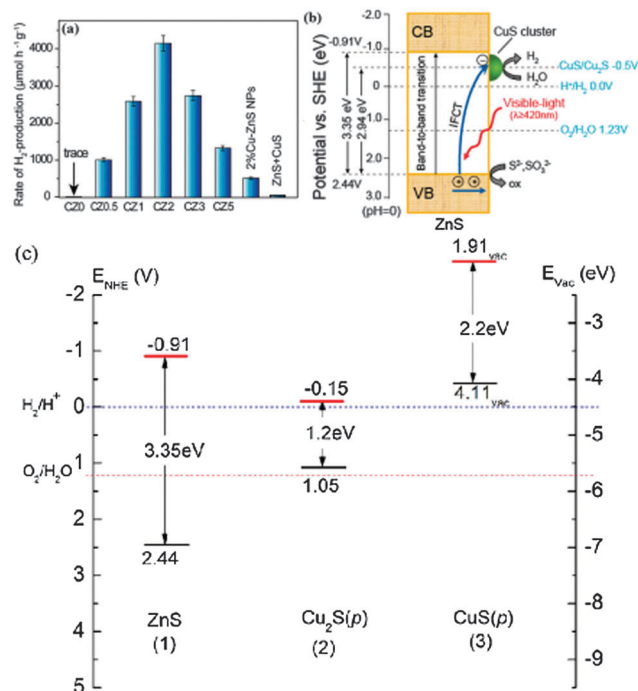 (a)
Rate of H2-production (μmol h-1 g-1)
4000
3000
2000
1000
0
trace
2%Cu-ZnS NPs
ZnS+CuS
CZ0 CZ0.5 CZ1 CZ2 CZ3 CZ5
(b)
Potential vs. SHE (eV)
-2.0
-1.0
-0.91V
0
1.0
2.0
2.44V
3.0
(pH=0)
3.35 eV
2.94 eV
CB
Band-to-band transition
IFCT
VB
ZnS
CuS cluster
H2
H2O
CuS/Cu2S -0.5V
H+/H2 0.0V
Visible-light
(λ≥420nm)
O2/H2O 1.23V
S2-,SO32-
ox
(c)
ENHE (V)
EVac (eV)
-2
-1
H2/H+
0
O2/H2O
1
2
3
4
5
-0.91
3.35eV
2.44
-0.15
1.2eV
1.05
1.91vac
2.2eV
4.11vac
-3
-4
-5
-6
-7
-8
-9
ZnS Cu2S(p) CuS(p)
(1) (2) (3)